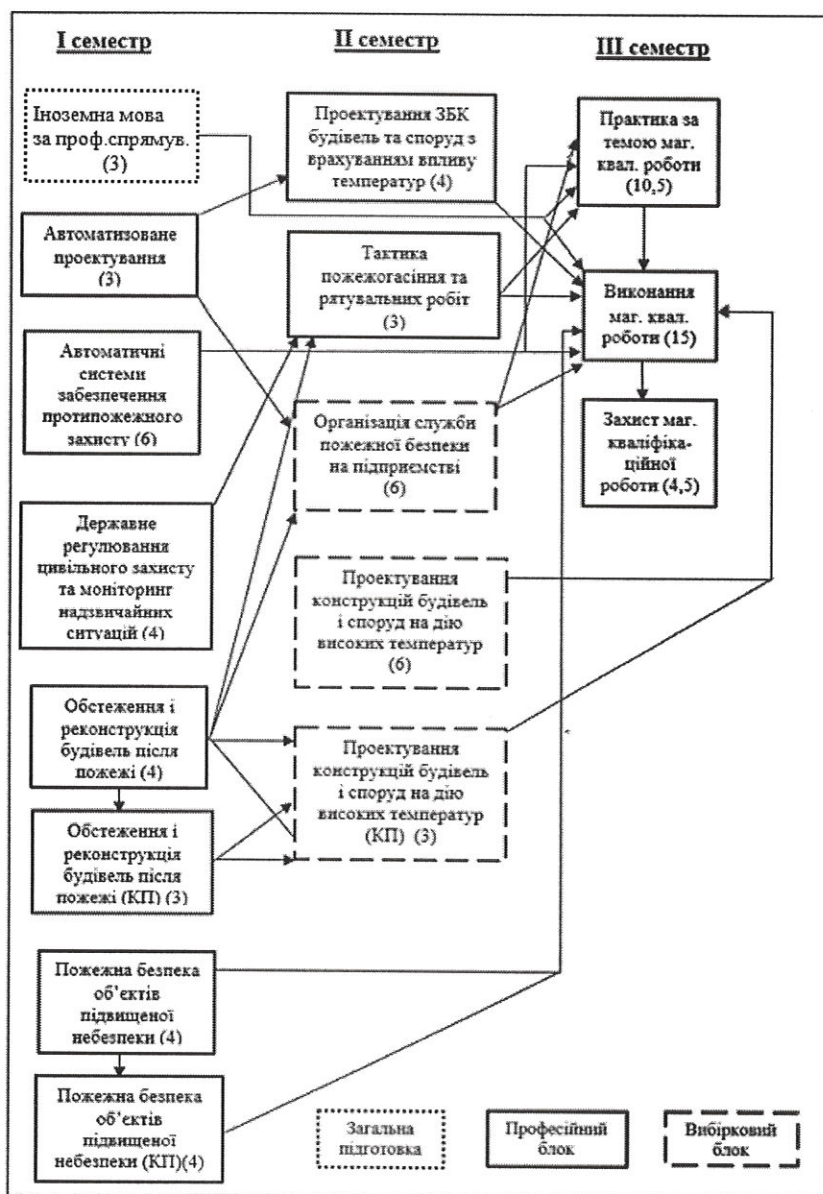 І семестр
ІІ семестр
ІІІ семестр
Іноземна мова
за проф.спрямув.
(3)
Автоматизоване
проектування
(3)
Автоматичні
системи
забезпечення
протипожежного
захисту (6)
Державне
регулювання
цивільного захисту
та моніторинг
надзвичайних
ситуацій (4)
Обстеження і
реконструкція
будівель після
пожежі (4)
Обстеження і
реконструкція
будівель після
пожежі (КП) (3)
Пожежна безпека
об’єктів
підвищеної
небезпеки (4)
Пожежна безпека
об’єктів
підвищеної
небезпеки (КП)(4)
Проектування ЗБК
будівель та споруд з
врахуванням впливу
температур (4)
Тактика
пожежогасіння та
рятувальних робіт
(3)
Організація служби
пожежної безпеки
на підприємстві
(6)
Проектування
конструкцій будівель
і споруд на дію
високих температур
(6)
Проектування
конструкцій будівель
і споруд на дію
високих температур
(КП) (3)
Практика за
темою маг.
квал. роботи
(10,5)
Виконання
маг. квал.
роботи (15)
Захист маг.
кваліфіка-
ційної
роботи (4,5)
Загальна
підготовка
Професійний
блок
Вибірковий
блок